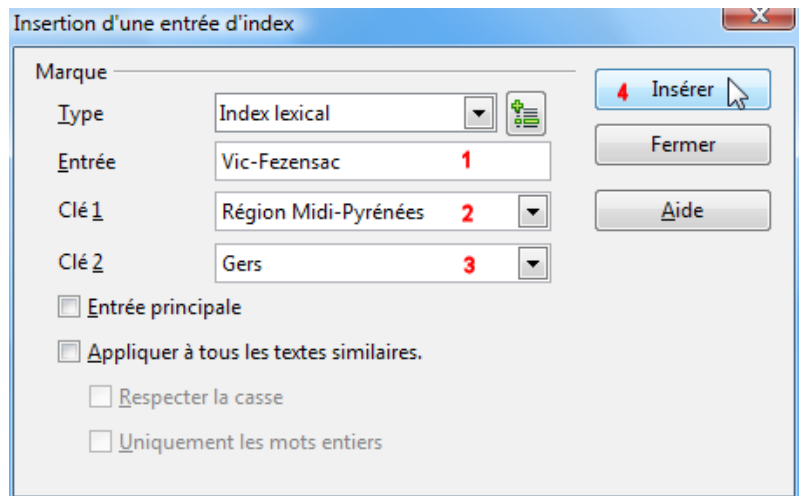 Insertion d'une entrée d'index
Marque
Type Index lexical
4 Insérer
Entrée Vic-Fezensac 1
Fermer
Clé 1 Région Midi-Pyrénées 2
Aide
Clé 2 Gers 3
Entrée principale
Appliquer à tous les textes similaires.
Respecter la casse
Uniquement les mots entiers